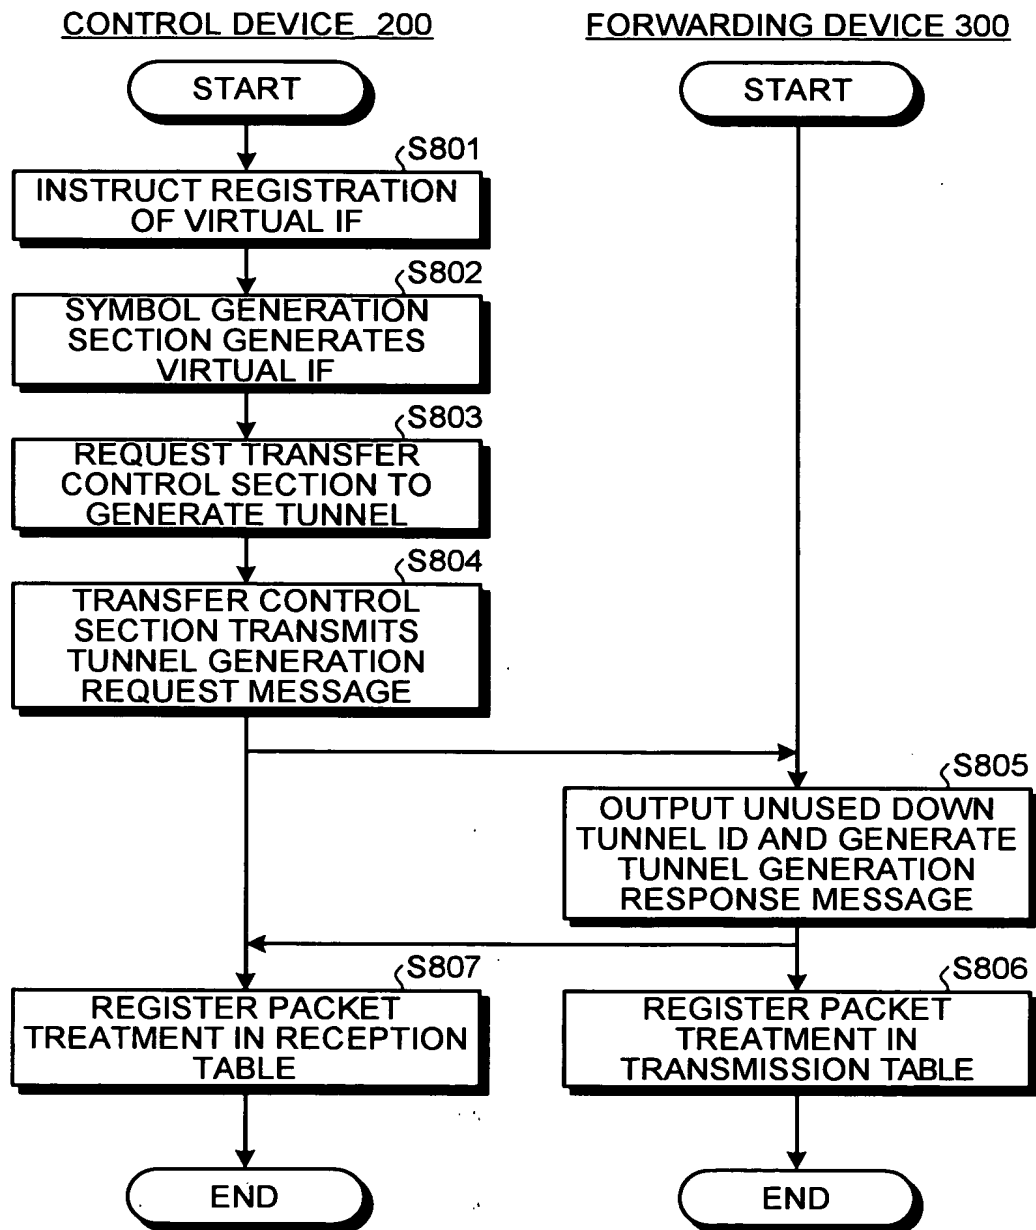 CONTROL DEVICE 200
FORWARDING DEVICE 300
START
START
S801
INSTRUCT REGISTRATION
OF VIRTUAL IF
S802
SYMBOL GENERATION
SECTION GENERATES
VIRTUAL IF
S803
REQUEST TRANSFER
CONTROL SECTION TO
GENERATE TUNNEL
S804
TRANSFER CONTROL
SECTION TRANSMITS
TUNNEL GENERATION
REQUEST MESSAGE
S805
OUTPUT UNUSED DOWN
TUNNEL ID AND GENERATE
TUNNEL GENERATION
RESPONSE MESSAGE
S807
REGISTER PACKET
TREATMENT IN RECEPTION
TABLE
S806
REGISTER PACKET
TREATMENT IN
TRANSMISSION TABLE
END
END